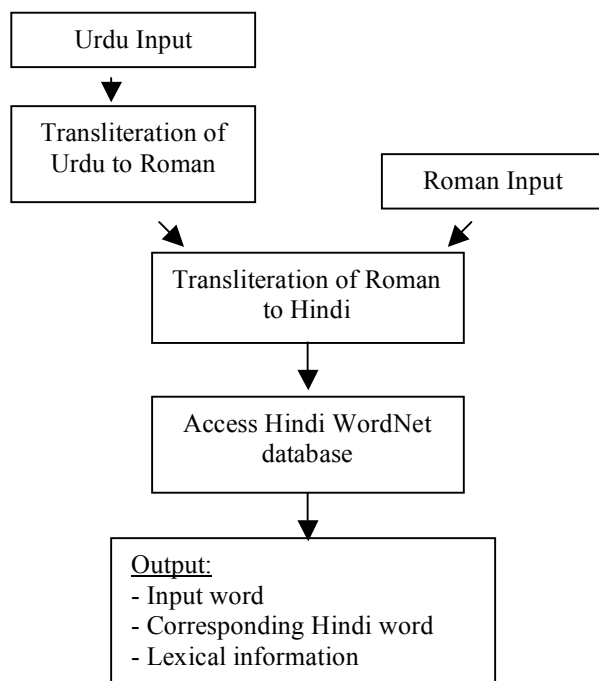 Urdu Input
Transliteration of
Urdu to Roman
Roman Input
Transliteration of Roman
to Hindi
Access Hindi WordNet
database
Output:
- Input word
- Corresponding Hindi word
- Lexical information